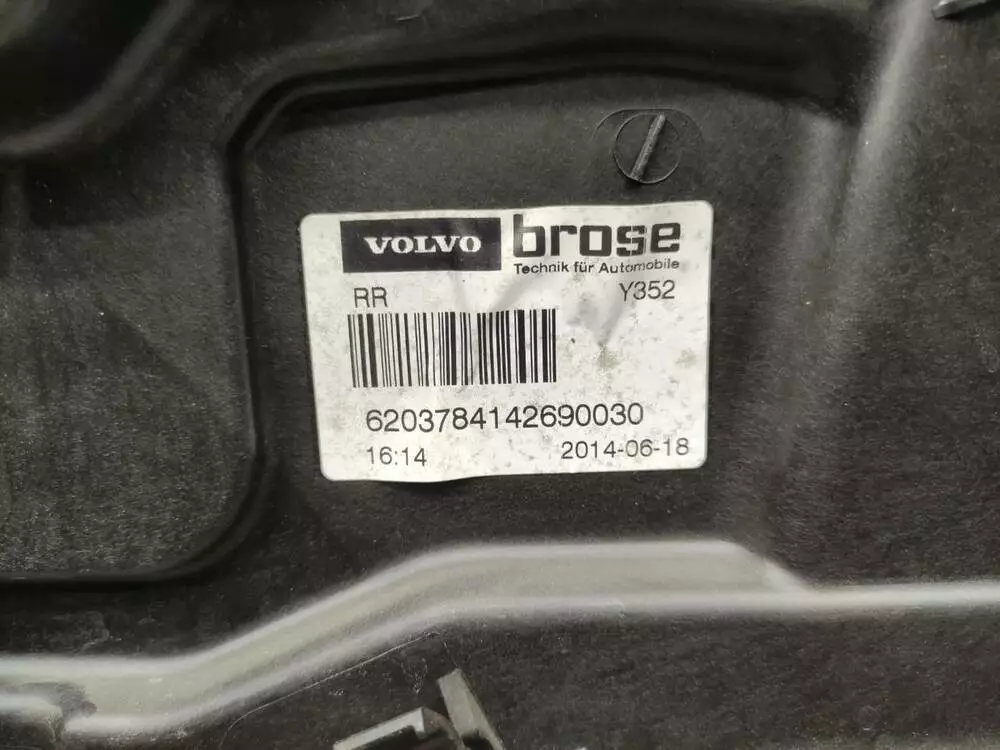 VOLVO brose
Technik für Automobile
RR Y352
6203784142690030
16:14 2014-06-18